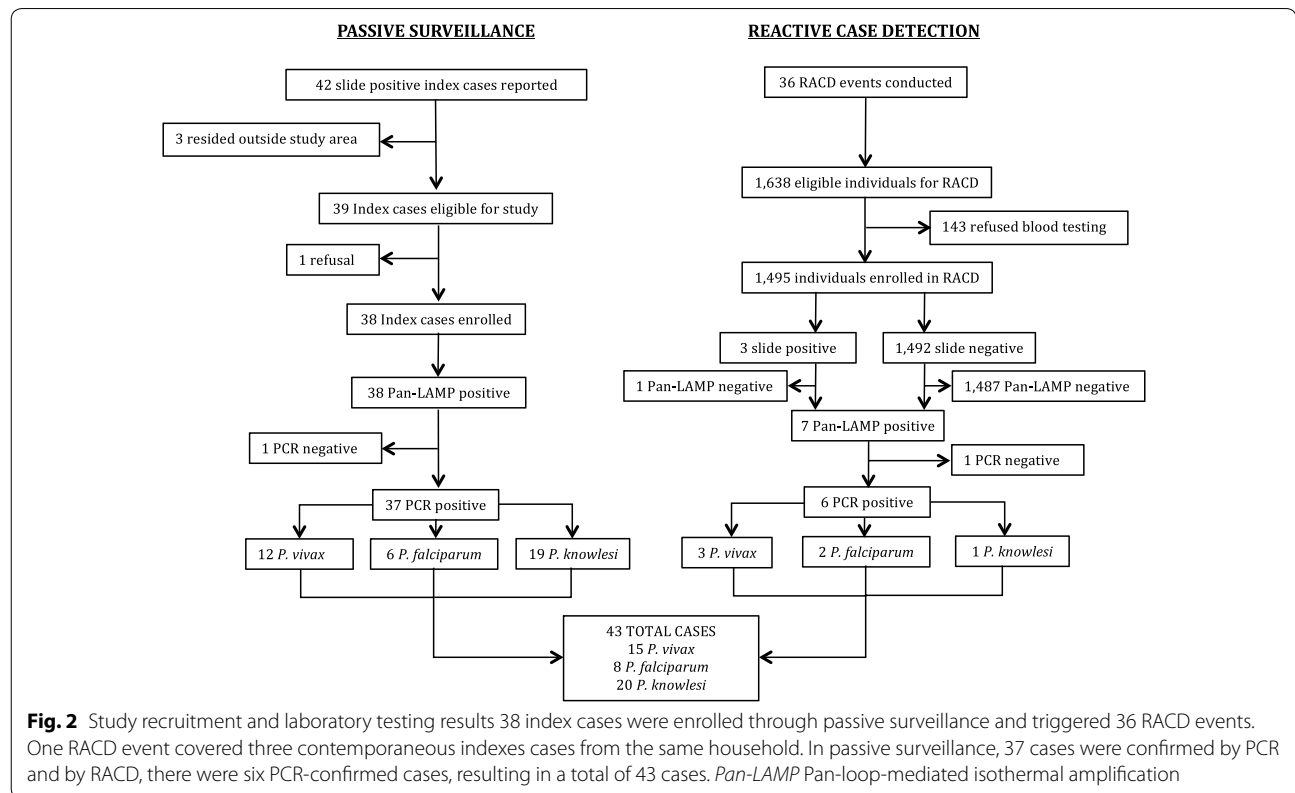 PASSIVE SURVEILLANCE
42 slide positive index cases reported
3 resided outside study area
39 Index cases eligible for study
1 refusal
38 Index cases enrolled
38 Pan-LAMP positive
1 PCR negative
37 PCR positive
12 P. vivax
6 P. falciparum
19 P. knowlesi
REACTIVE CASE DETECTION
36 RACD events conducted
1,638 eligible individuals for RACD
143 refused blood testing
1,495 individuals enrolled in RACD
3 slide positive
1,492 slide negative
1 Pan-LAMP negative
1,487 Pan-LAMP negative
7 Pan-LAMP positive
1 PCR negative
6 PCR positive
3 P. vivax
2 P. falciparum
1 P. knowlesi
43 TOTAL CASES
15 P. vivax
8 P. falciparum
20 P. knowlesi
Fig. 2 Study recruitment and laboratory testing results 38 index cases were enrolled through passive surveillance and triggered 36 RACD events.
One RACD event covered three contemporaneous indexes cases from the same household. In passive surveillance, 37 cases were confirmed by PCR
and by RACD, there were six PCR-confirmed cases, resulting in a total of 43 cases. Pan-LAMP Pan-loop-mediated isothermal amplification